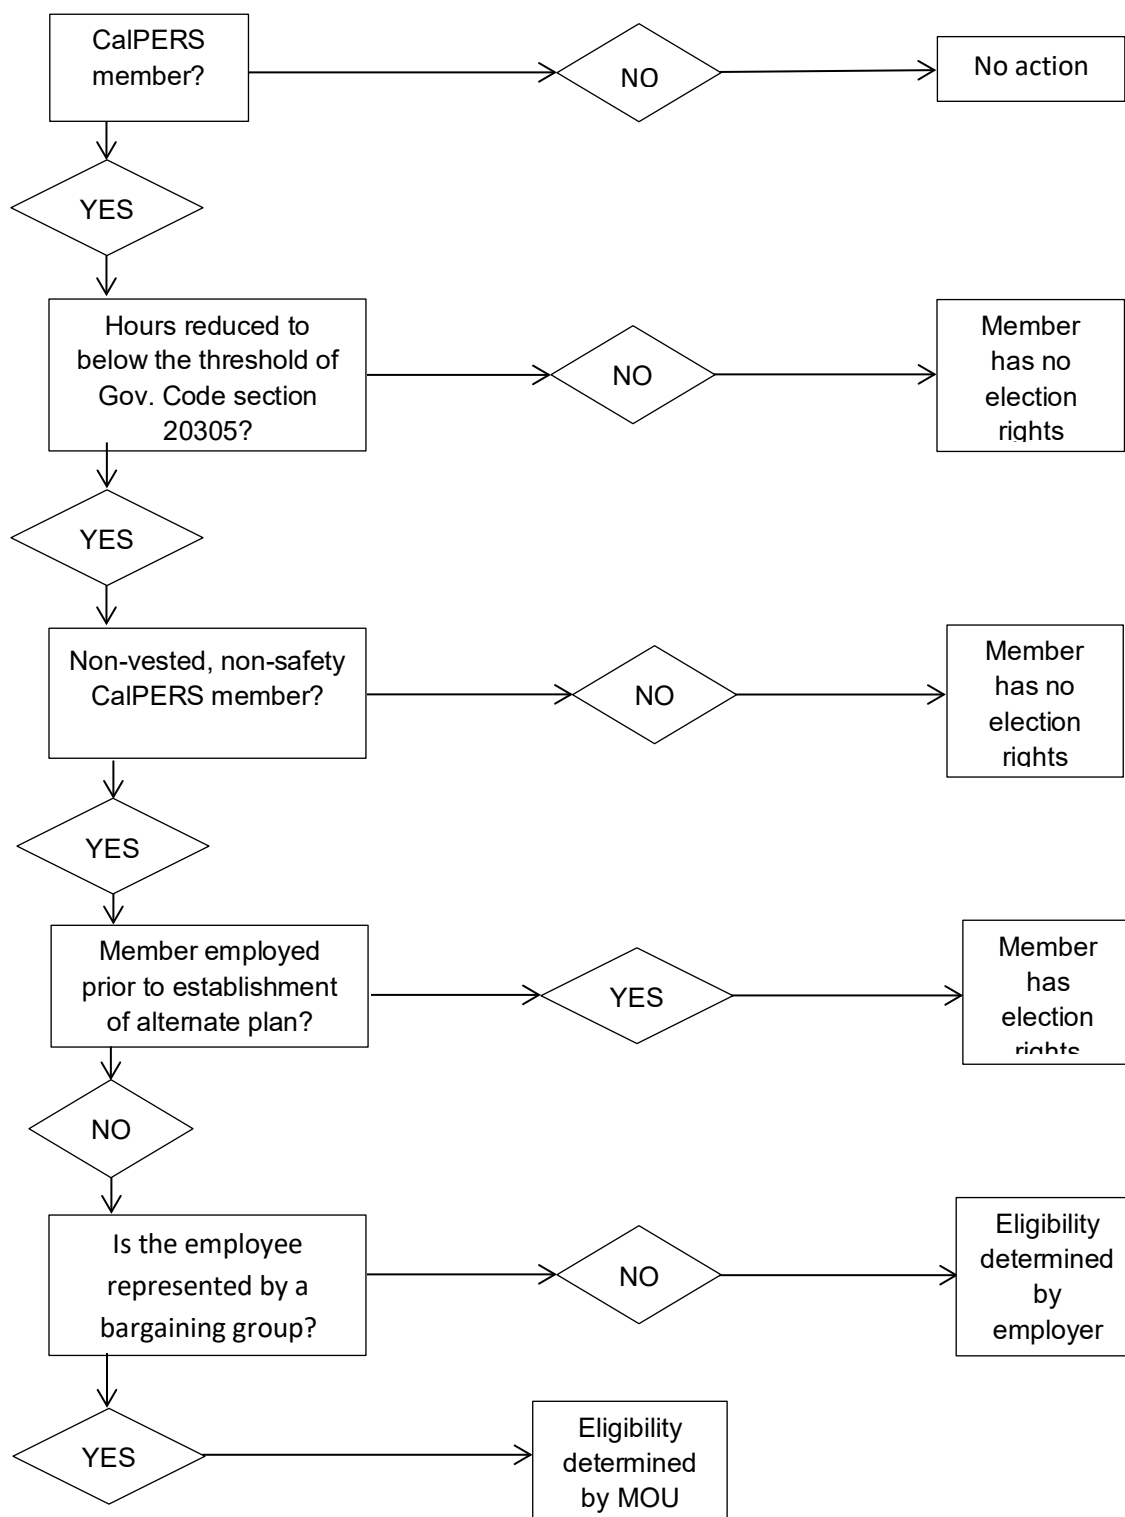 CalPERS
member?
NO
No action
YES
Hours reduced to
below the threshold of
Gov. Code section
20305?
NO
Member
has no
election
rights
YES
Non-vested, non-safety
CalPERS member?
NO
Member
has no
election
rights
YES
Member employed
prior to establishment
of alternate plan?
YES
Member
has
election
rights
NO
Is the employee
represented by a
bargaining group?
NO
Eligibility
determined
by
employer
YES
Eligibility
determined
by MOU